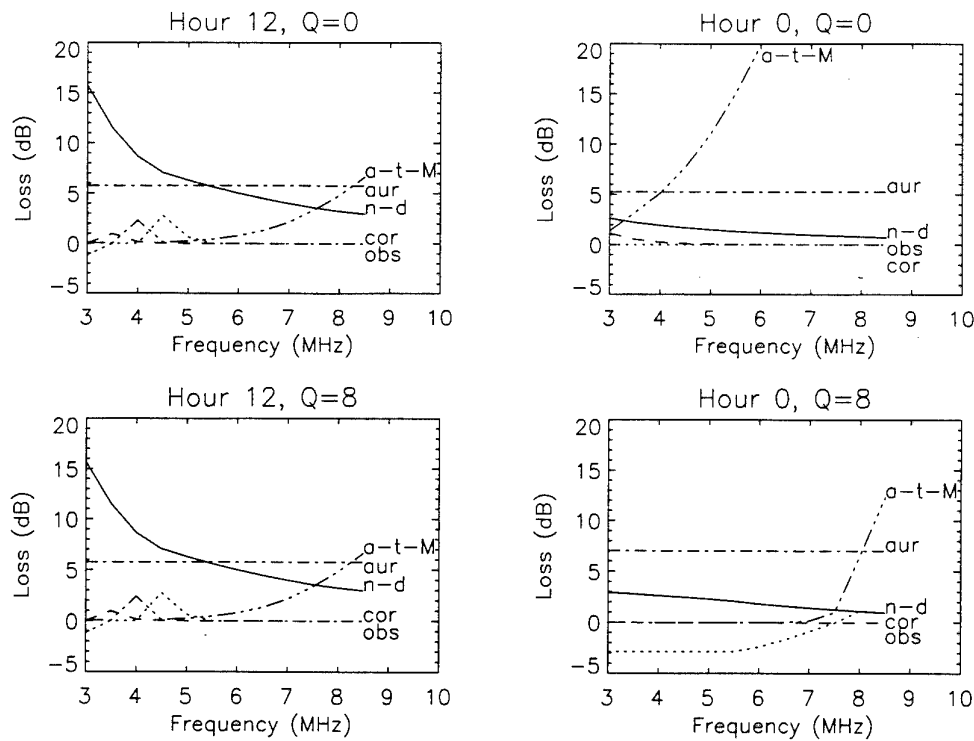 Hour 12, Q=0
Loss (dB)
20
15
10
5
0
-5
a-t-M
aur
n-d
cor
obs
3 4 5 6 7 8 9 10
Frequency (MHz)
Hour 0, Q=0
Loss (dB)
20
15
10
5
0
-5
a-t-M
aur
n-d
obs
cor
3 4 5 6 7 8 9 10
Frequency (MHz)
Hour 12, Q=8
Loss (dB)
20
15
10
5
0
-5
a-t-M
aur
n-d
cor
obs
3 4 5 6 7 8 9 10
Frequency (MHz)
Hour 0, Q=8
Loss (dB)
20
15
10
5
0
-5
a-t-M
aur
n-d
cor
obs
3 4 5 6 7 8 9 10
Frequency (MHz)